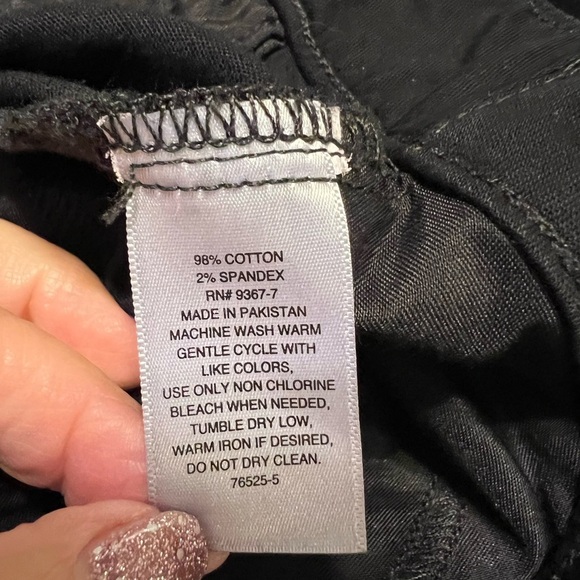 98% COTTON
2% SPANDEX
RN# 9367-7
MADE IN PAKISTAN
MACHINE WASH WARM
GENTLE CYCLE WITH
LIKE COLORS,
USE ONLY NON CHLORINE
BLEACH WHEN NEEDED,
TUMBLE DRY LOW,
WARM IRON IF DESIRED,
DO NOT DRY CLEAN.
76525-5